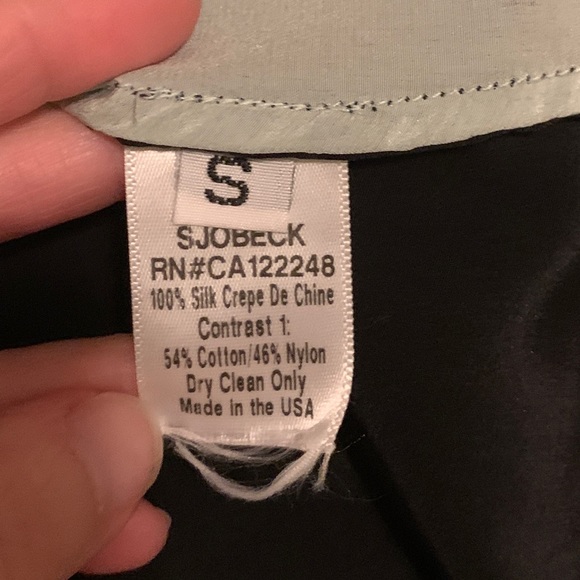 S
SJOBECK
RN#CA122248
100% Silk Crepe De Chine
Contrast 1:
54% Cotton/46% Nylon
Dry Clean Only
Made in the USA